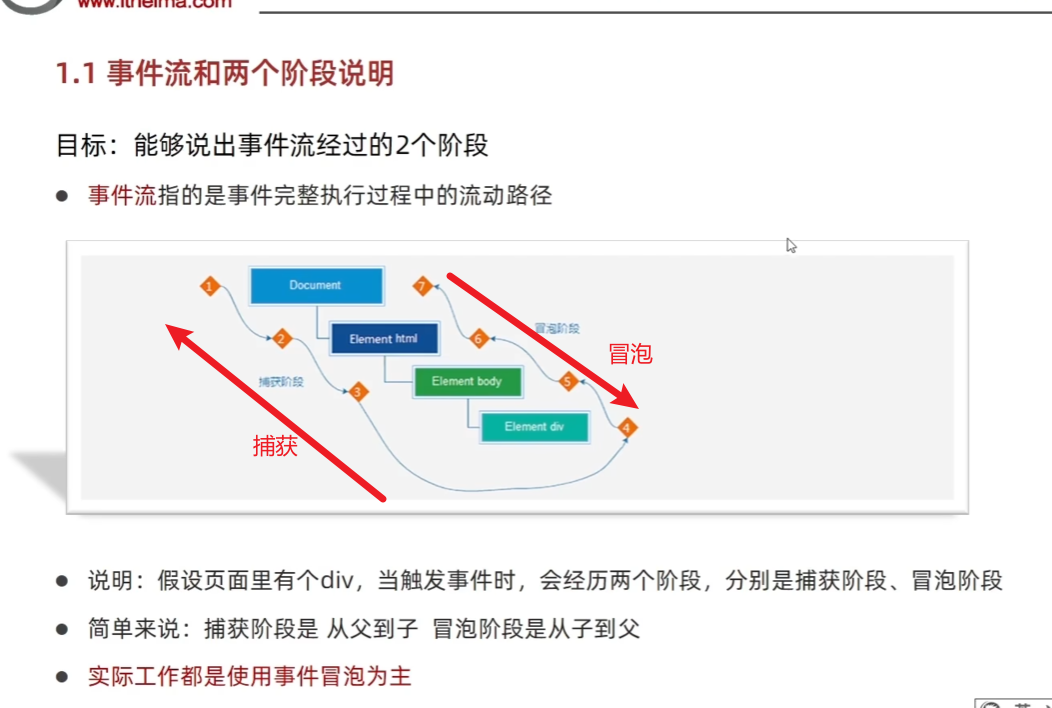 www.itheima.com
1.1 事件流和两个阶段说明
目标：能够说出事件流经过的2个阶段
事件流指的是事件完整执行过程中的流动路径
1
Document
7
2
Element html
6
冒泡阶段
冒泡
捕获阶段
3
Element body
5
Element div
4
捕获
说明：假设页面里有个div，当触发事件时，会经历两个阶段，分别是捕获阶段、冒泡阶段
简单来说：捕获阶段是 从父到子 冒泡阶段是从子到父
实际工作都是使用事件冒泡为主